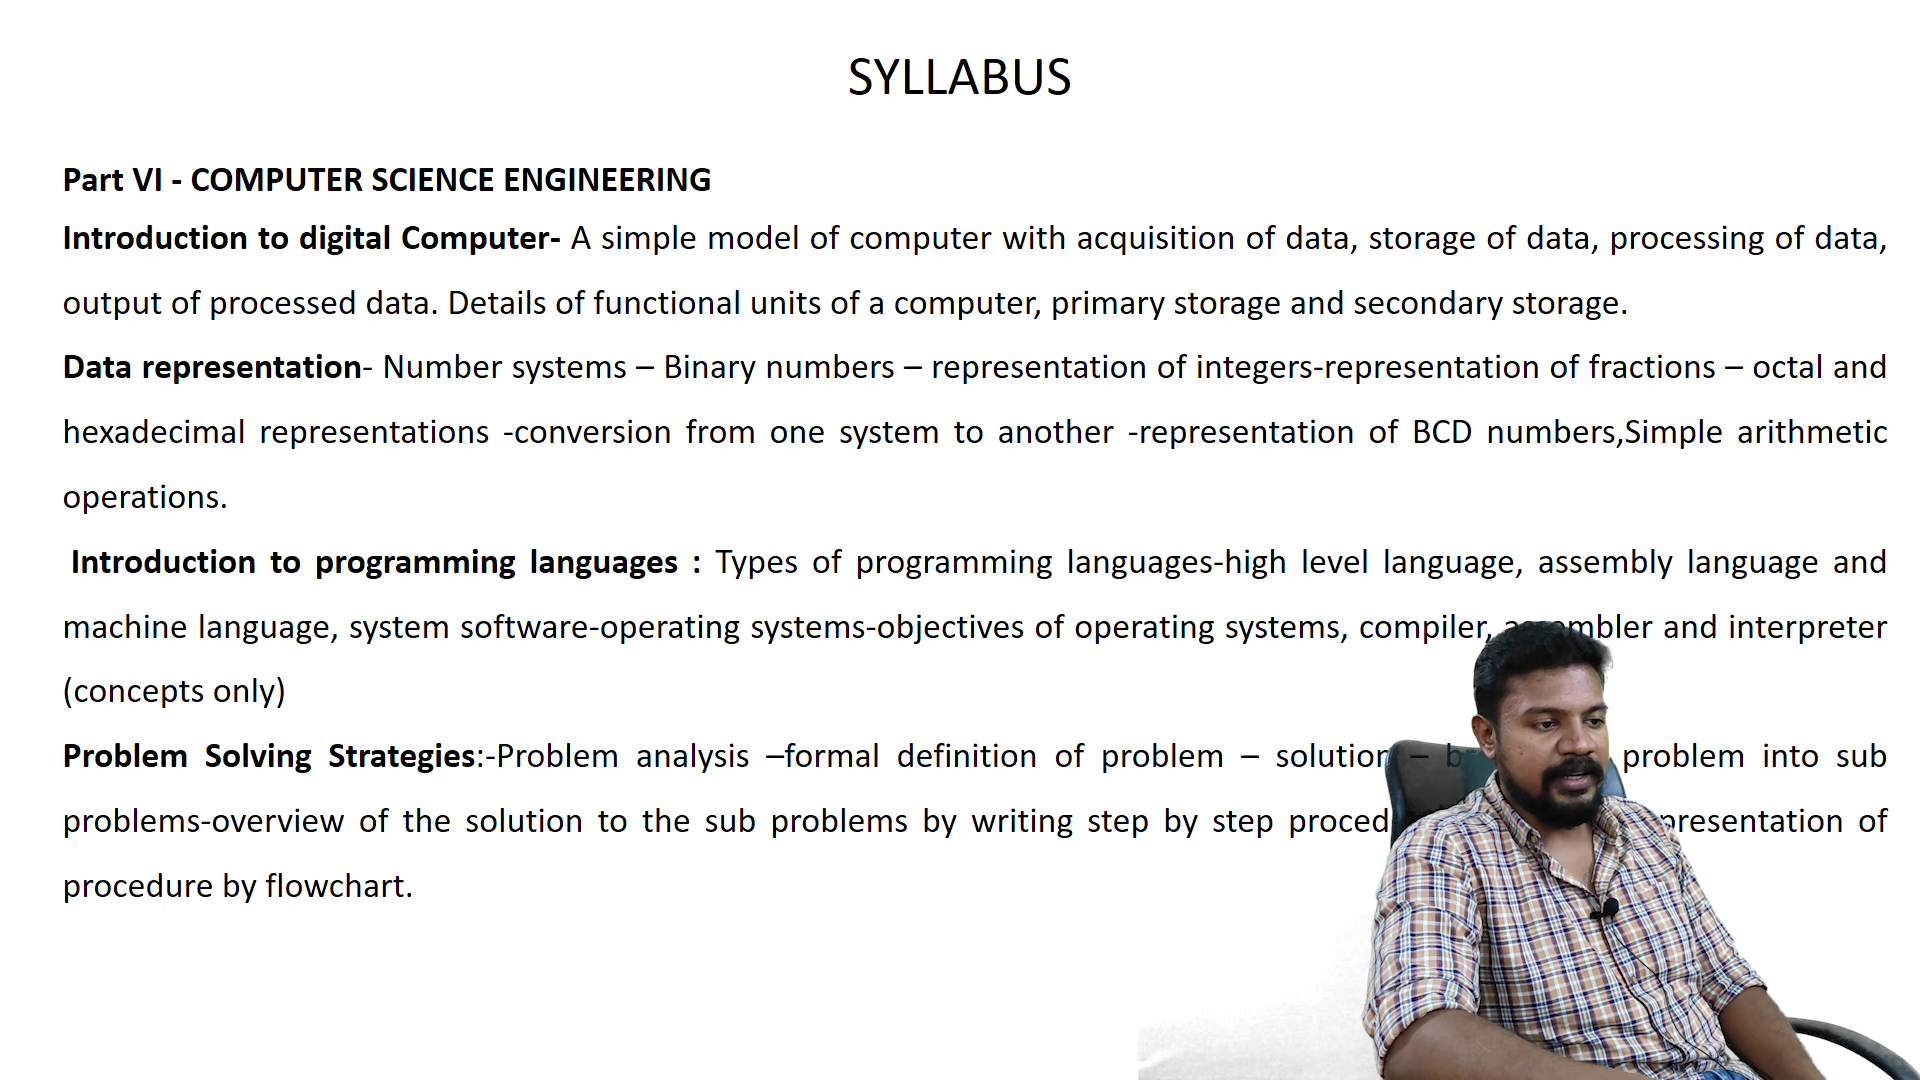 SYLLABUS
Part VI - COMPUTER SCIENCE ENGINEERING
Introduction to digital Computer- A simple model of computer with acquisition of data, storage of data, processing of data,
output of processed data. Details of functional units of a computer, primary storage and secondary storage.
Data representation- Number systems – Binary numbers – representation of integers-representation of fractions – octal and
hexadecimal representations -conversion from one system to another -representation of BCD numbers,Simple arithmetic
operations.
Introduction to programming languages : Types of programming languages-high level language, assembly language and
machine language, system software-operating systems-objectives of operating systems, compiler, assembler and interpreter
(concepts only)
Problem Solving Strategies:-Problem analysis –formal definition of problem – solution – problem into sub
problems-overview of the solution to the sub problems by writing step by step of
procedure by flowchart.